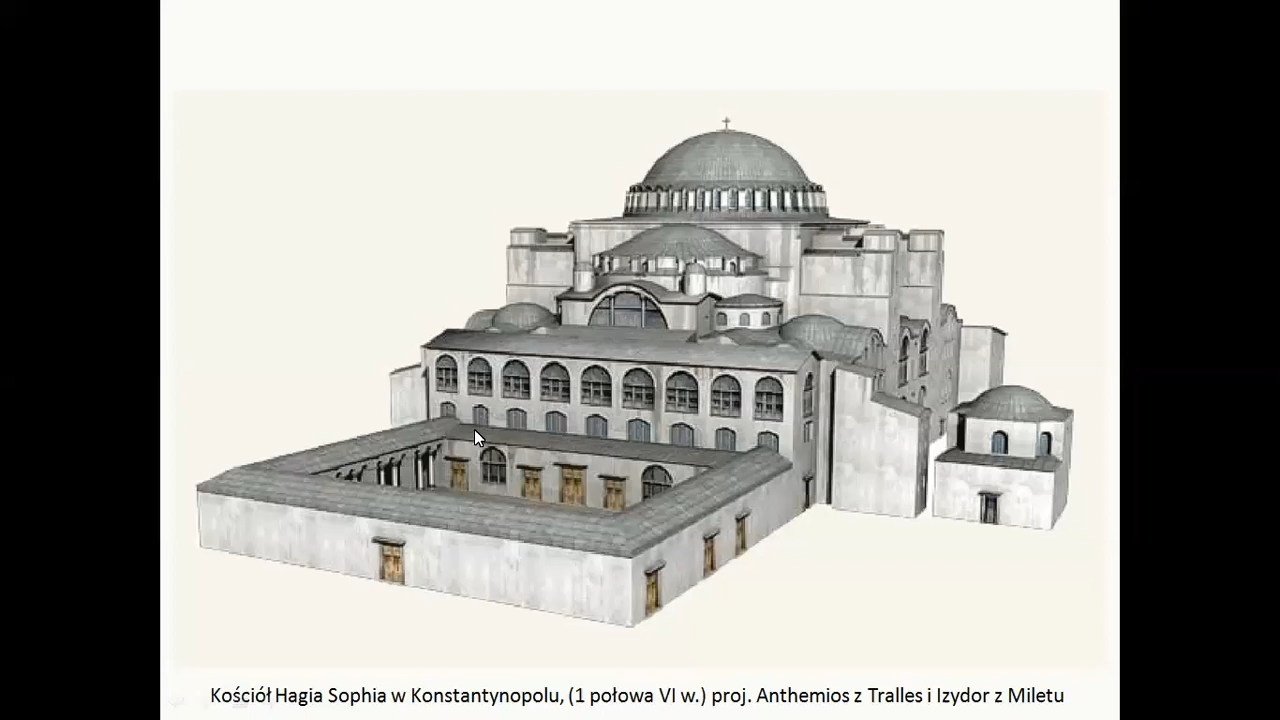 Kościół Hagia Sophia w Konstantynopolu, (1 połowa VI w.) proj. Anthemios z Tralles i Izydor z Miletu